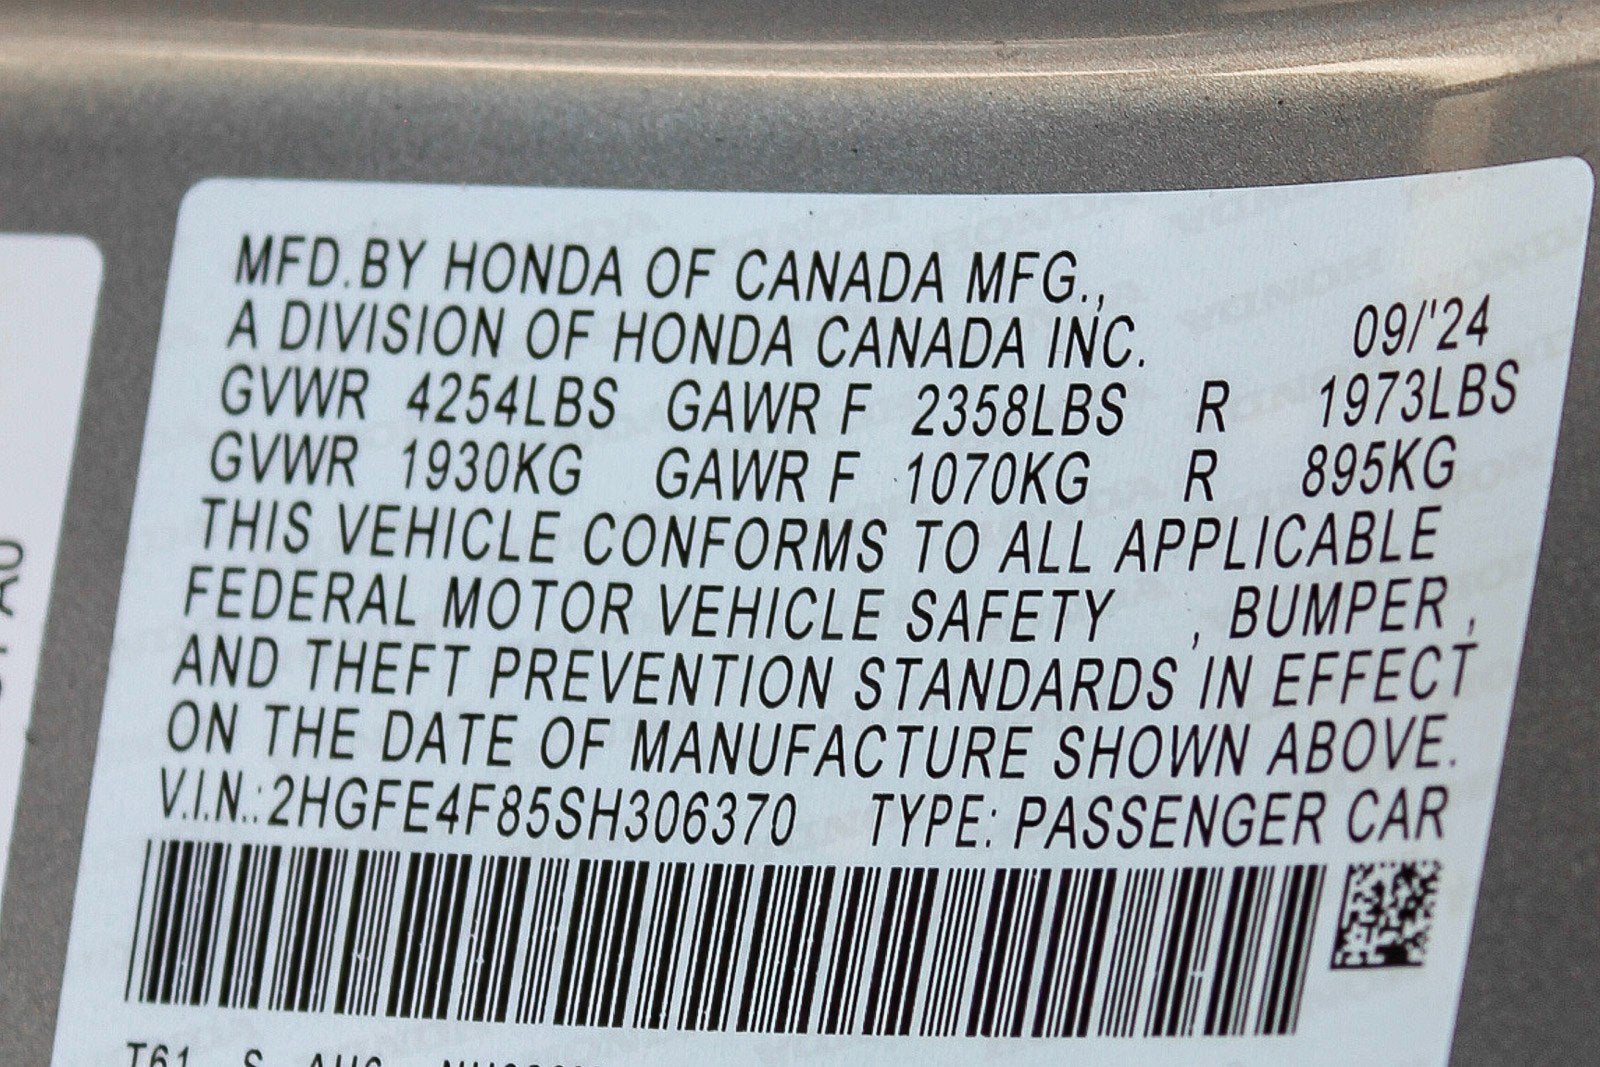 MFD.BY HONDA OF CANADA MFG.,
A DIVISION OF HONDA CANADA INC. 09/'24
GVWR 4254LBS GAWR F 2358LBS R 1973LBS
GVWR 1930KG GAWR F 1070KG R 895KG
THIS VEHICLE CONFORMS TO ALL APPLICABLE
FEDERAL MOTOR VEHICLE SAFETY , BUMPER ,
AND THEFT PREVENTION STANDARDS IN EFFECT
ON THE DATE OF MANUFACTURE SHOWN ABOVE.
V.I.N.:2HGFE4F85SH306370 TYPE: PASSENGER CAR
T61 S
AU